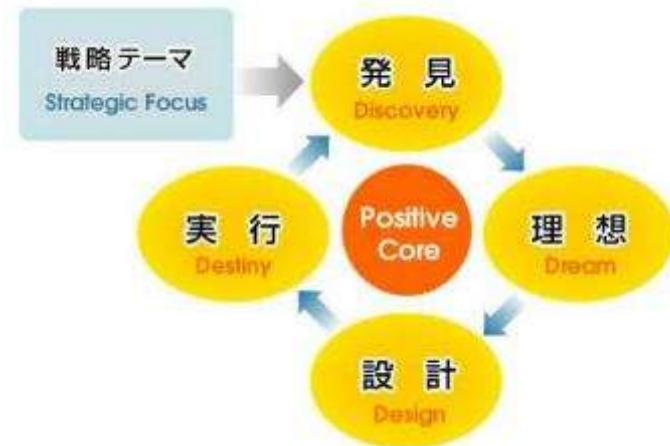 戦略テーマ
Strategic Focus
発 見
Discovery
実 行
Destiny
Positive
Core
理 想
Dream
設 計
Design